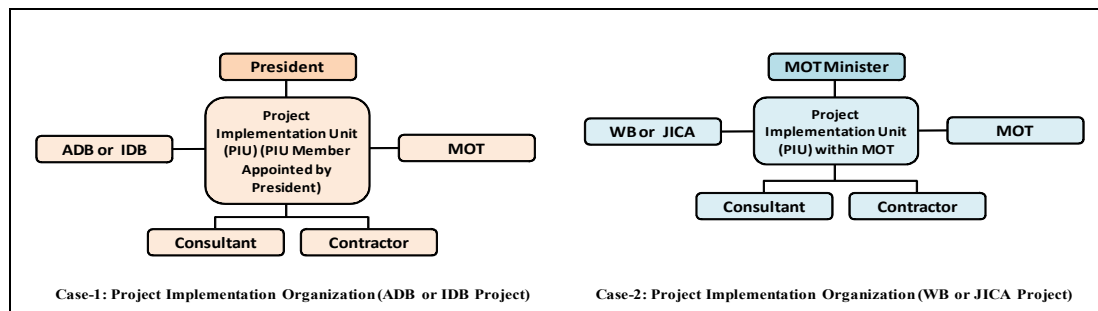 President
Project
Implementation Unit
(PIU) (PIU Member
Appointed by
President)
ADB or IDB
MOT
Consultant
Contractor
Case-1: Project Implementation Organization (ADB or IDB Project)
MOT Minister
Project
Implementation Unit
(PIU) within MOT
WB or JICA
MOT
Consultant
Contractor
Case-2: Project Implementation Organization (WB or JICA Project)